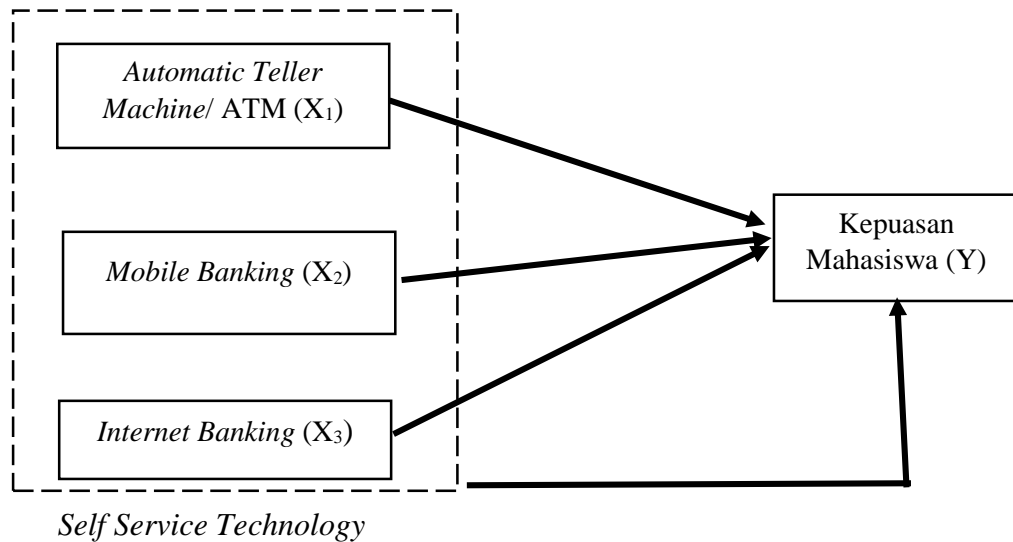 Automatic Teller
Machine/ ATM (X₁)
Mobile Banking (X₂)
Internet Banking (X₃)
Kepuasan
Mahasiswa (Y)
Self Service Technology